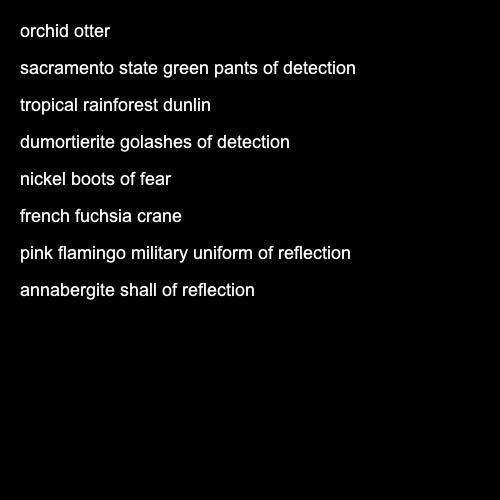 orchid otter
sacramento state green pants of detection
tropical rainforest dunlin
dumortierite golashes of detection
nickel boots of fear
french fuchsia crane
pink flamingo military uniform of reflection
annabergite shall of reflection